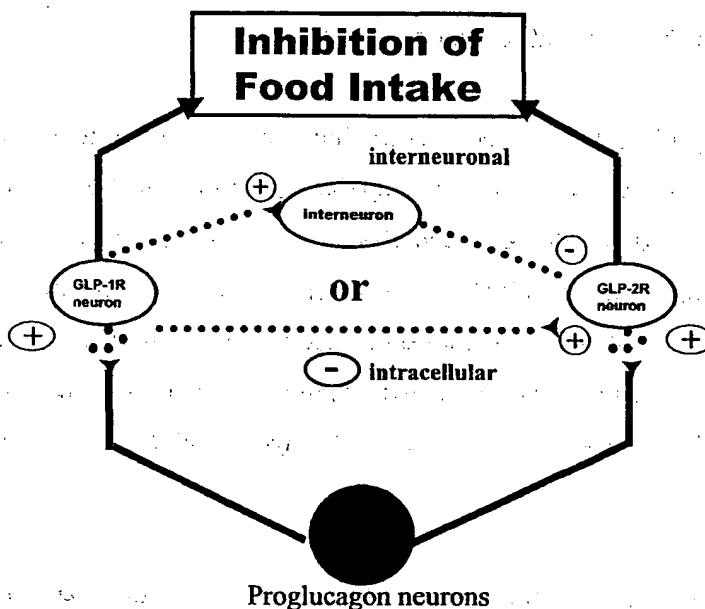 Inhibition of
Food Intake
interneuronal
+
interneuron
-
GLP-1R
neuron
or
GLP-2R
neuron
+
+
+
- intracellular
Proglucagon neurons